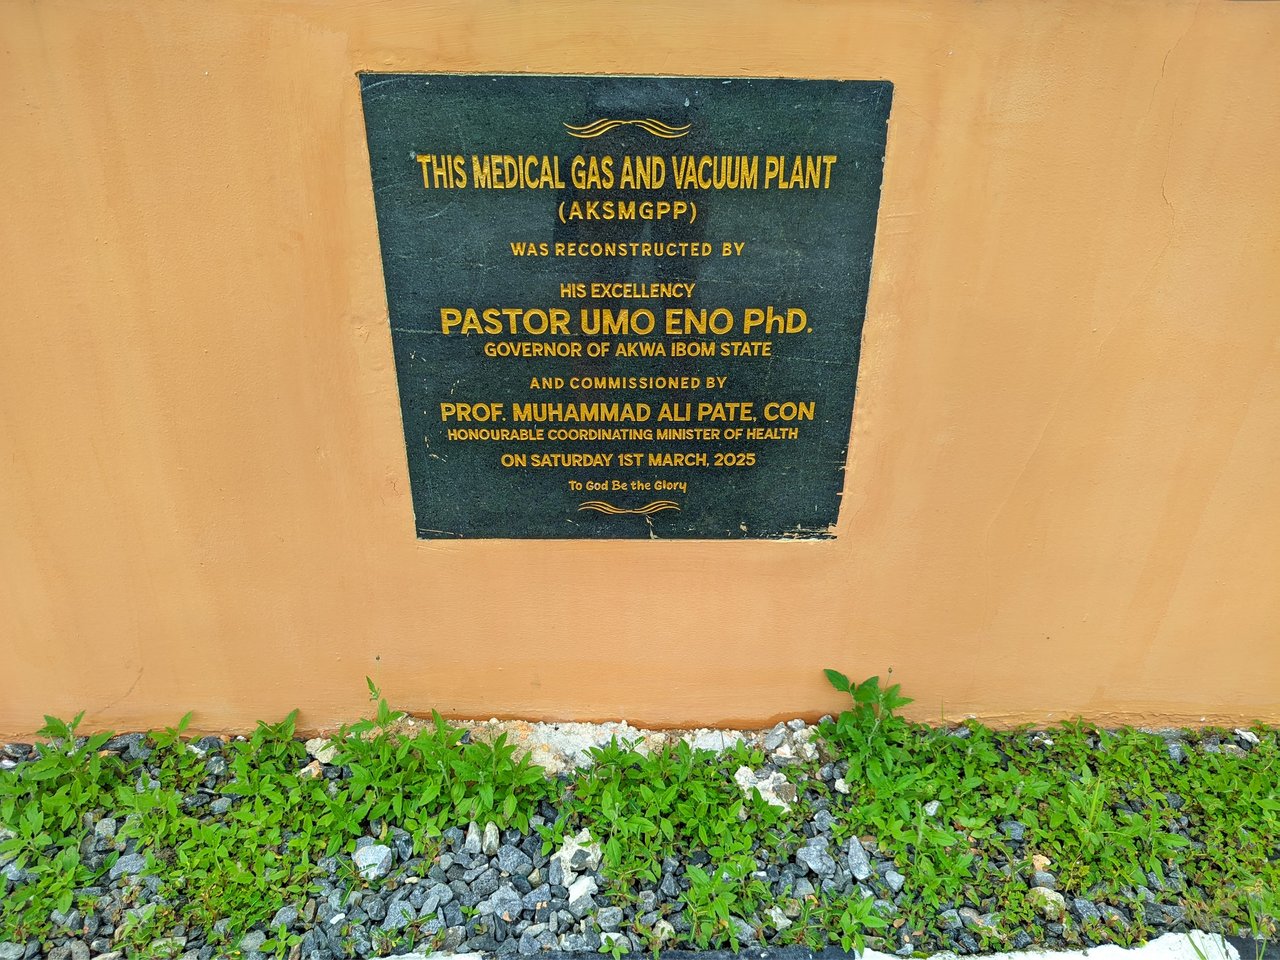 THIS MEDICAL GAS AND VACUUM PLANT
(AKSMGPP)
WAS RECONSTRUCTED BY
HIS EXCELLENCY
PASTOR UMO ENO PhD.
GOVERNOR OF AKWA IBOM STATE
AND COMMISSIONED BY
PROF. MUHAMMAD ALI PATE, CON
HONOURABLE COORDINATING MINISTER OF HEALTH
ON SATURDAY 1ST MARCH, 2025
To God Be the Glory